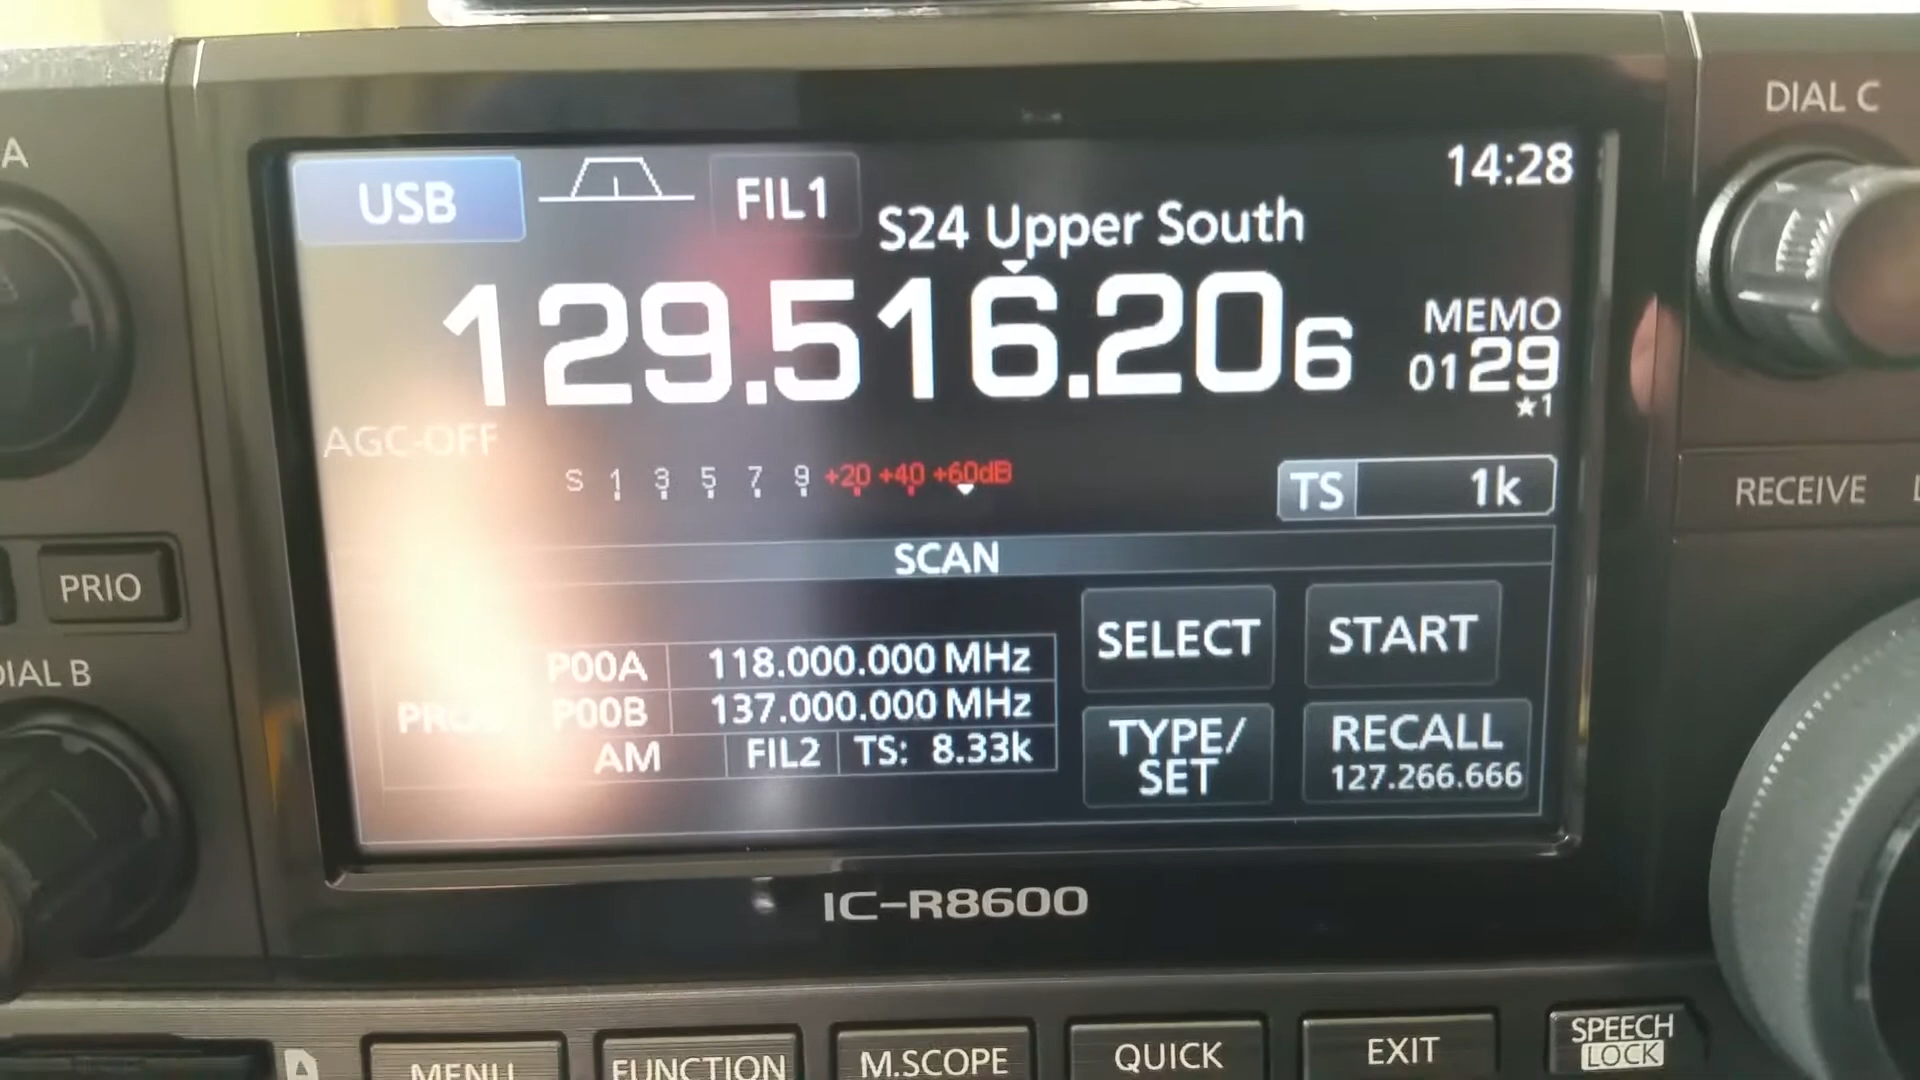 A
DIAL C
USB
FIL1
14:28
S24 Upper South
129.516.206
MEMO
0129
★1
AGC-OFF
S 1 3 5 7 9 +20 +40 +60dB
TS 1k
RECEIVE
SCAN
PRIO
DIAL B
SELECT
START
P00A 118.000.000 MHz
P00B 137.000.000 MHz
AM FIL2 TS: 8.33k
TYPE/
SET
RECALL
127.266.666
IC-R8600
MENU
FUNCTION
M.SCOPE
QUICK
EXIT
SPEECH
LOCK